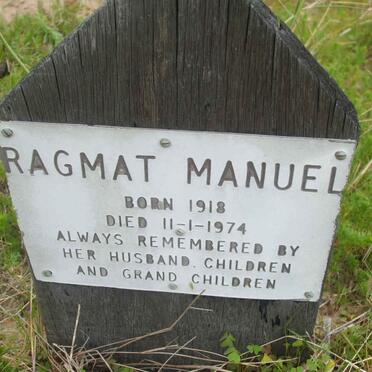 RAGMAT MANUEL
BORN 1918
DIED 11-1-1974
ALWAYS REMEMBERED BY
HER HUSBAND. CHILDREN
AND GRAND CHILDREN